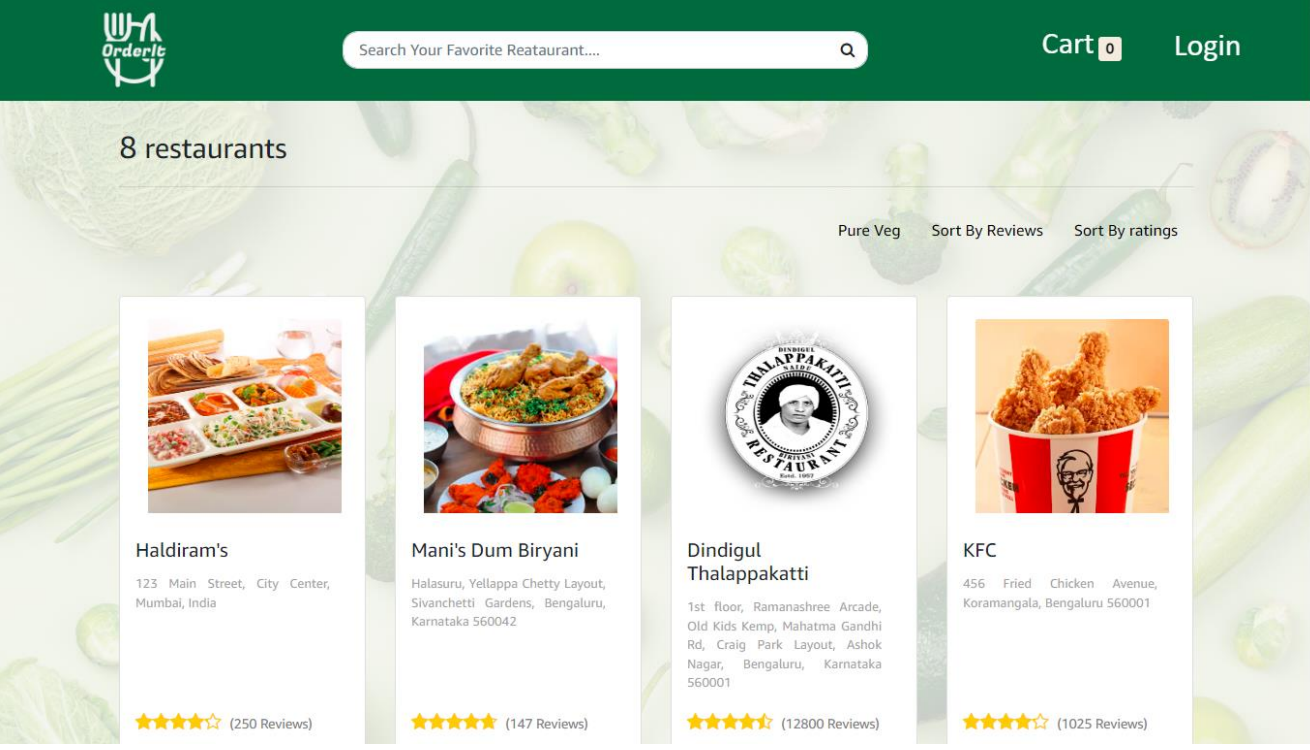 OrderIt
Search Your Favorite Reataurant....
Cart 0
Login
8 restaurants
Pure Veg
Sort By Reviews
Sort By ratings
DINDIGUL
THALAPPAKATTI
NAIDU
BIRIYANI
RESTAURANT
Haldiram's
123 Main Street, City Center,
Mumbai, India
(250 Reviews)
Mani's Dum Biryani
Halasuru, Yellappa Chetty Layout,
Sivanchetti Gardens, Bengaluru,
Karnataka 560042
(147 Reviews)
Dindigul
Thalappakatti
1st floor, Ramanashree Arcade,
Old Kids Kemp, Mahatma Gandhi
Rd, Craig Park Layout, Ashok
Nagar, Bengaluru, Karnataka
560001
(12800 Reviews)
KFC
456 Fried Chicken Avenue,
Koramangala, Bengaluru 560001
(1025 Reviews)